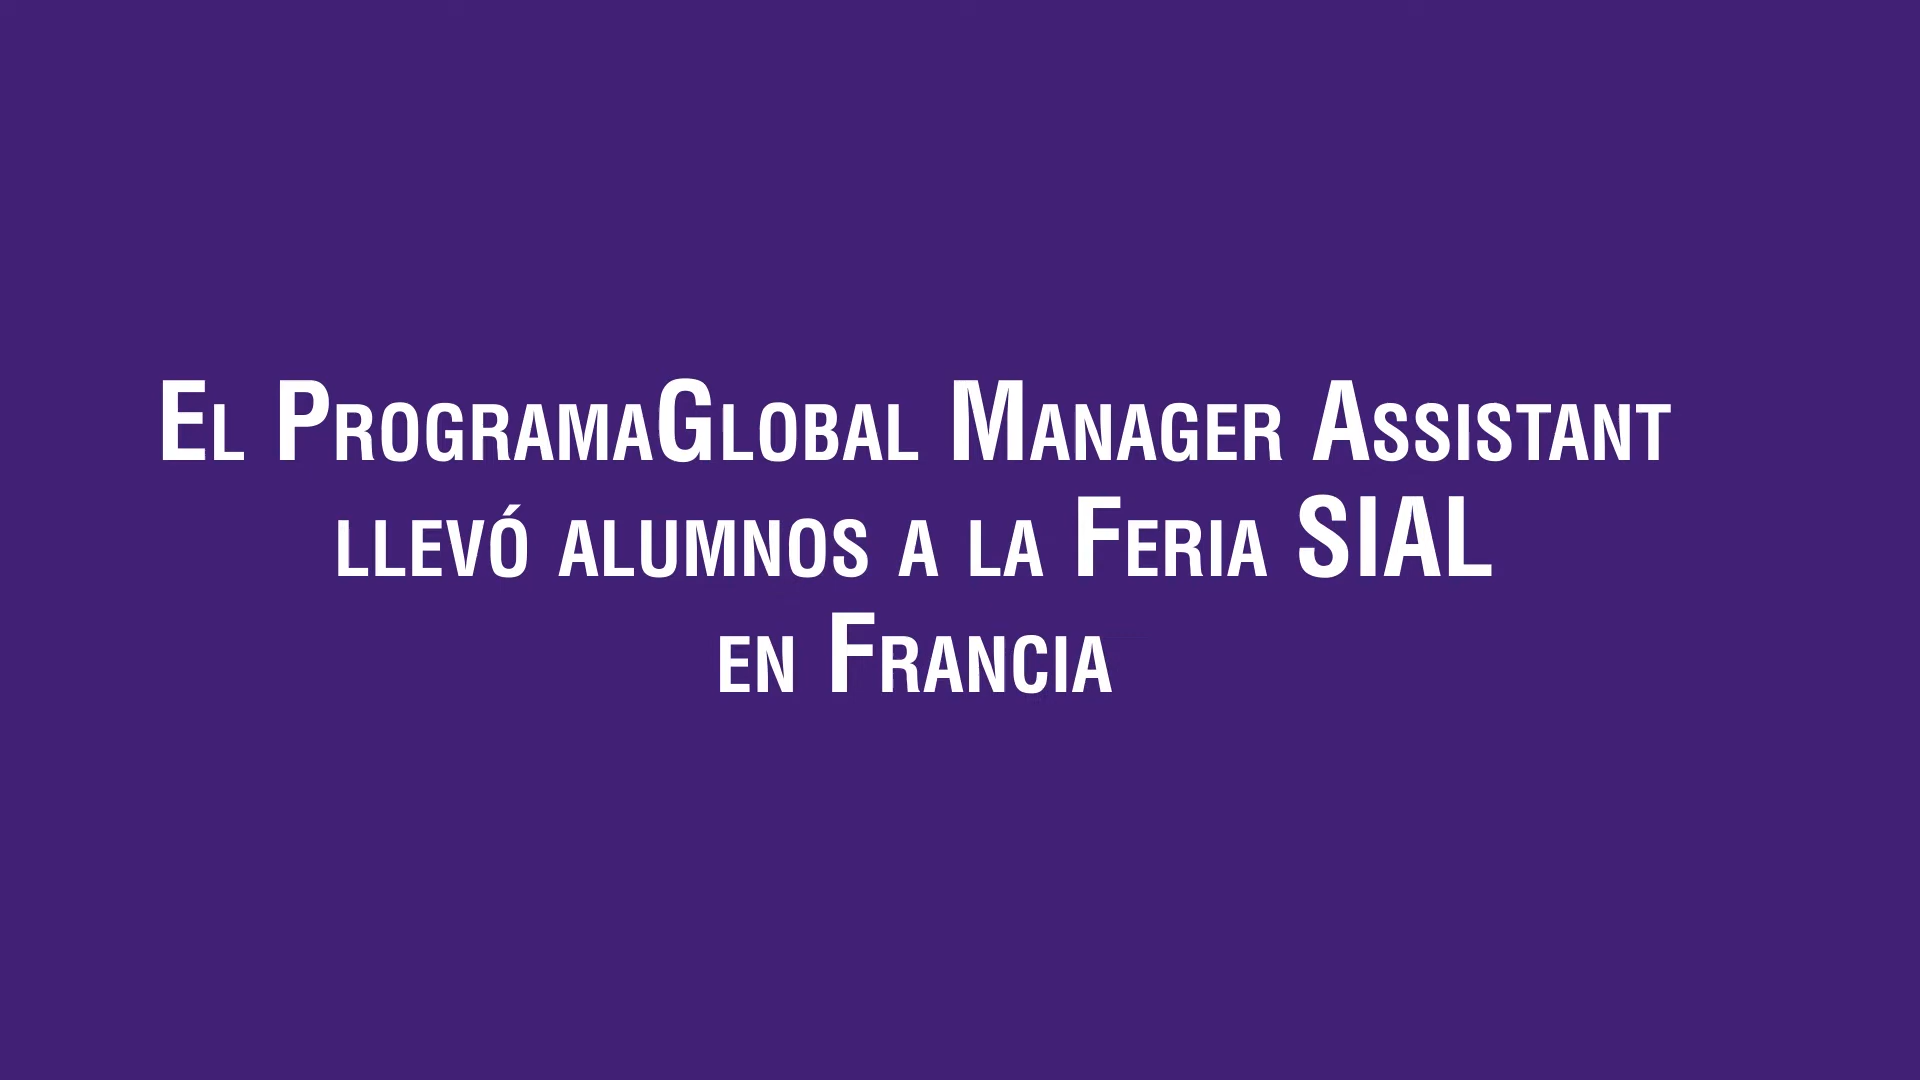 El ProgramaGlobal Manager Assistant
llevó alumnos a la Feria SIAL
en Francia